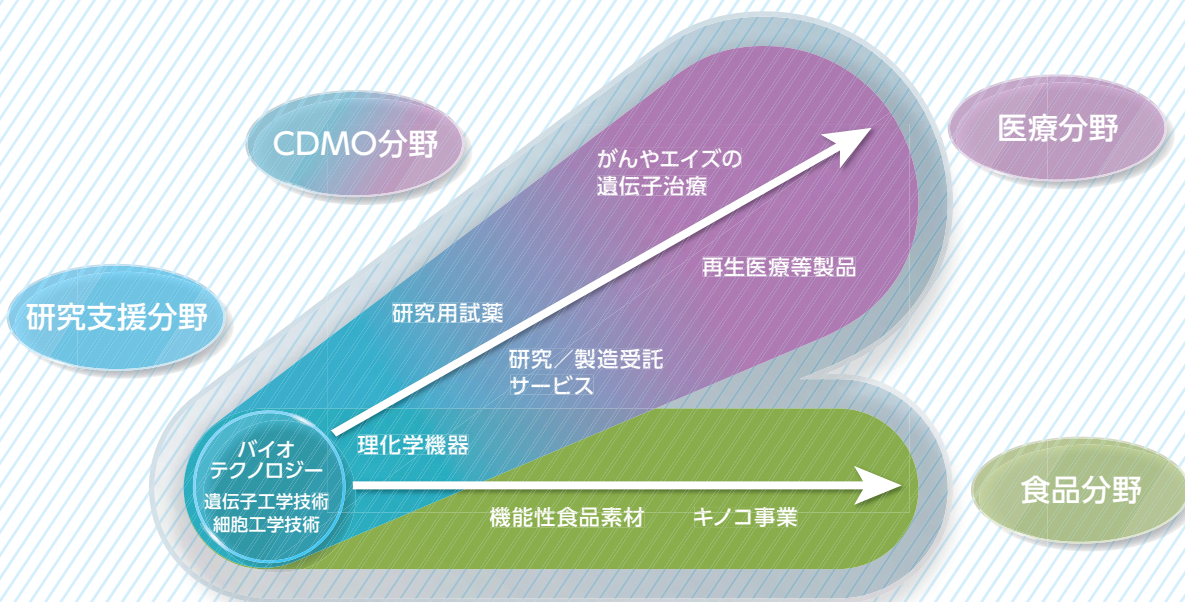 CDMO分野
医療分野
がんやエイズの
遺伝子治療
再生医療等製品
研究支援分野
研究用試薬
研究／製造受託
サービス
理化学機器
バイオ
テクノロジー
遺伝子工学技術
細胞工学技術
機能性食品素材
キノコ事業
食品分野